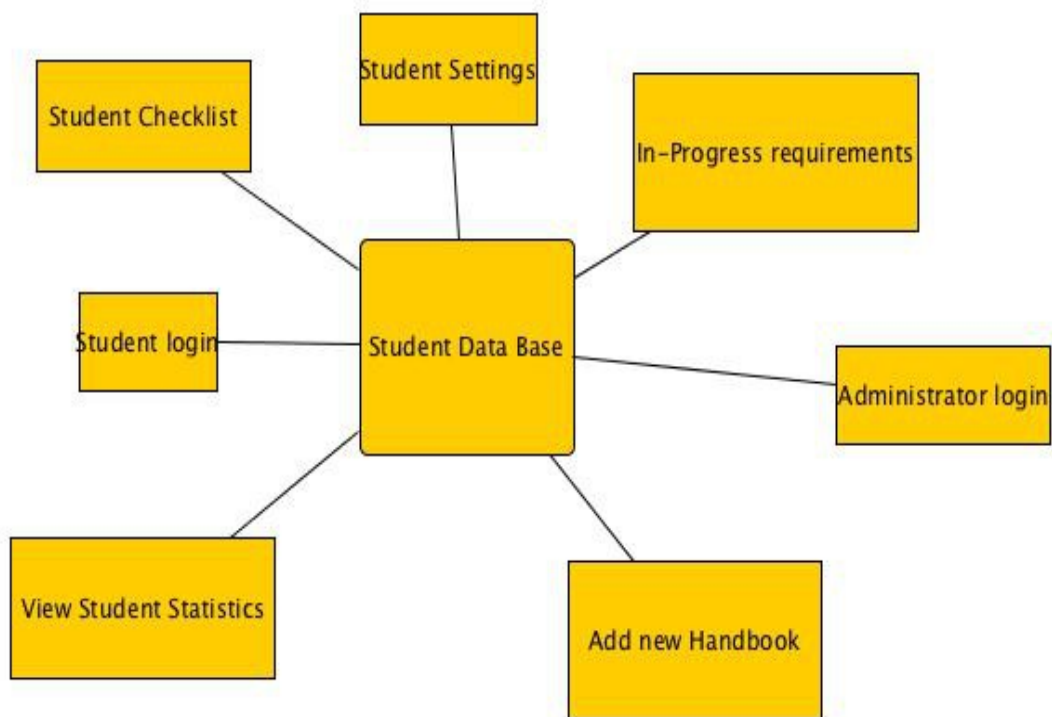 Student Settings
Student Checklist
In-Progress requirements
Student login
Student Data Base
Administrator login
View Student Statistics
Add new Handbook